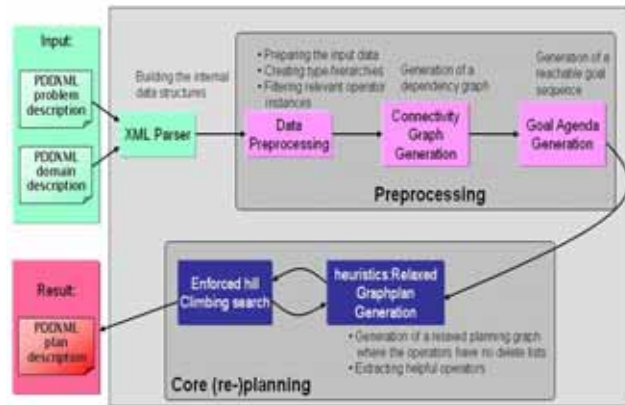 Input:
PDDXML
problem
description
PDDXML
domain
description
Building the internal
data structures
XML Parser
• Preparing the input data
• Creating type hierarchies
• Filtering relevant operator
instances
Data
Preprocessing
Generation of a
dependency graph
Connectivity
Graph
Generation
Generation of a
reachable goal
sequence
Goal Agenda
Generation
Preprocessing
Result:
PDDXML
plan
description
Enforced hill
Climbing search
heuristics:Relaxed
Graphplan
Generation
• Generation of a relaxed planning graph
where the operators have no delete lists
• Extracting helpful operators
Core (re-)planning